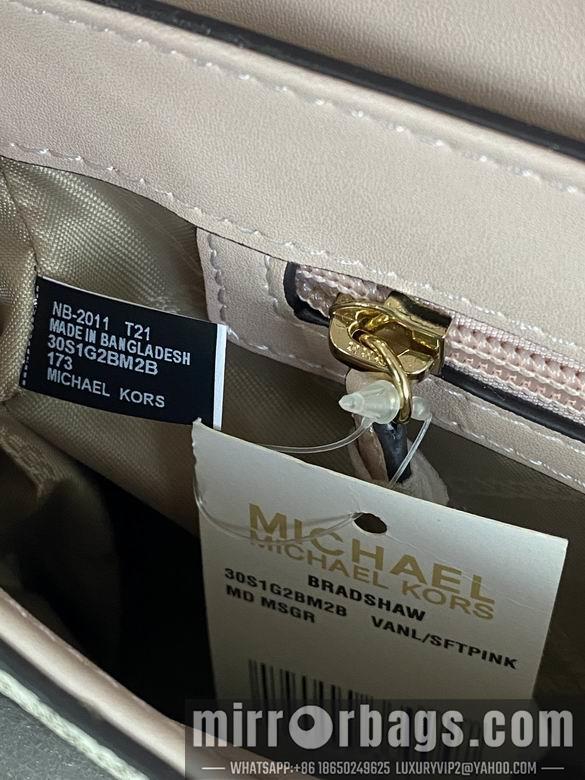 NB-2011 T21
MADE IN BANGLADESH
30S1G2BM2B
173
MICHAEL KORS
MICHAEL
MICHAEL KORS
BRADSHAW
30S1G2BM2B VANL/SFTPINK
MD MSGR
mirrorbags.com
WHATSAPP:+86 18650249625 LUXURYVIP2@YAHOO.COM